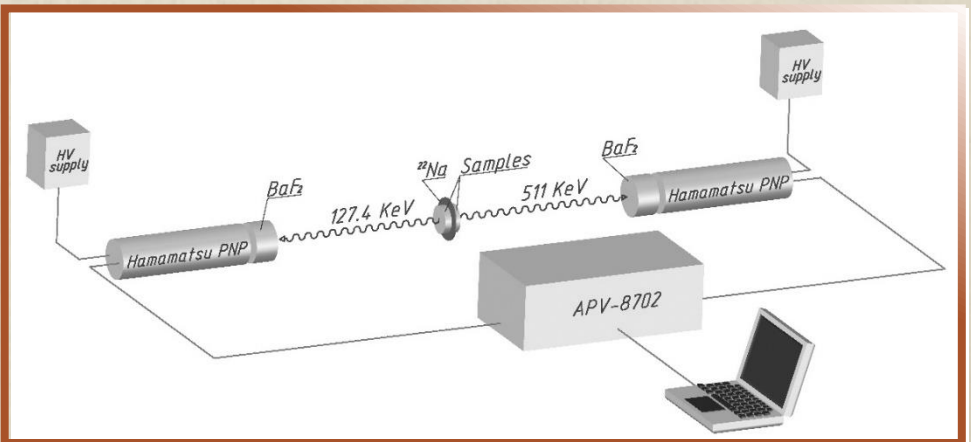 HV
supply
HV
supply
BaF₂
²²Na
Samples
BaF₂
127.4 KeV
511 KeV
Hamamatsu PNP
Hamamatsu PNP
APV-8702